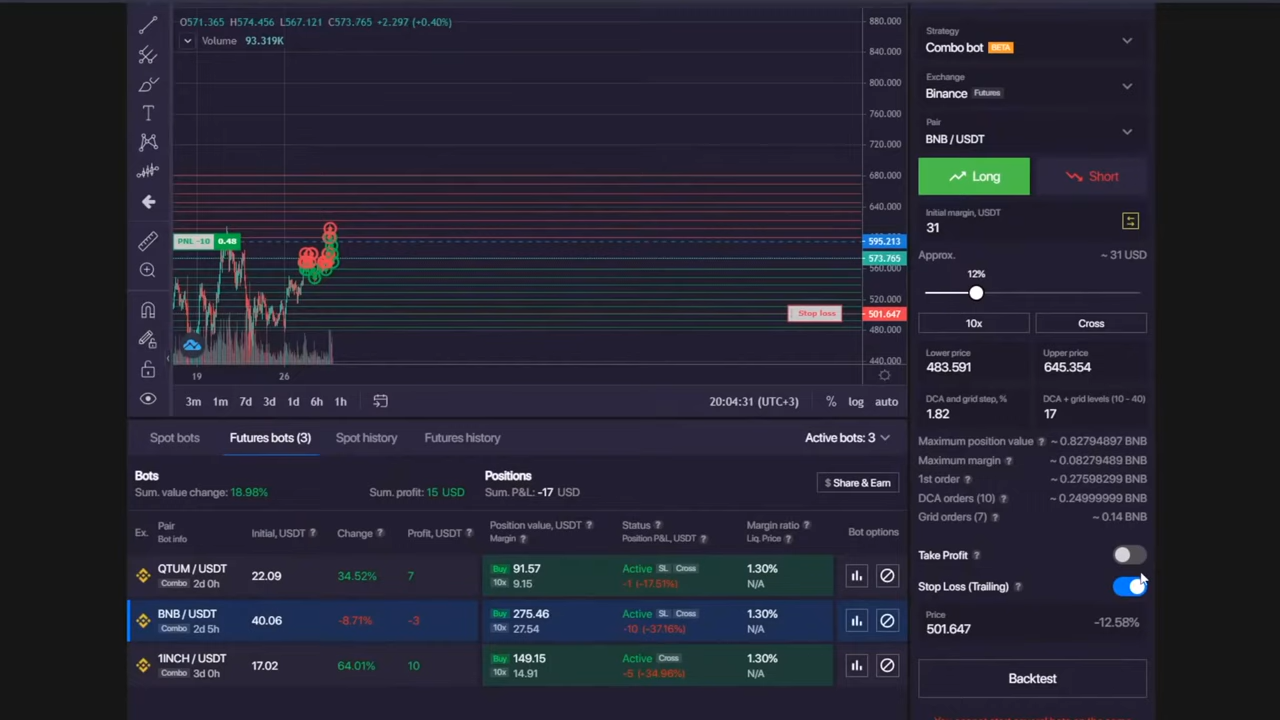 O571.365 H574.456 L567.121 C573.765 +2.297 (+0.40%)
Volume 93.319K
880.000
840.000
800.000
760.000
720.000
680.000
640.000
PNL -10 0.48
595.213
573.765
560.000
520.000
Stop loss 501.647
480.000
440.000
19 26
3m 1m 7d 3d 1d 6h 1h
20:04:31 (UTC+3) % log auto
Spot bots Futures bots (3) Spot history Futures history Active bots: 3
Bots
Sum. value change: 18.98% Sum. profit: 15 USD
Positions
Sum. P&L: -17 USD
$ Share & Earn
Ex. Pair Initial, USDT ? Change ? Profit, USDT ? Position value, USDT ? Status ? Margin ratio ? Bot options
Bot info Margin ? Position P&L, USDT ? Liq. Price ?
QTUM / USDT 22.09 34.52% 7 Buy 91.57 Active SL Cross 1.30%
Combo 2d 0h 10x 9.15 -1 (-17.51%) N/A
BNB / USDT 40.06 -8.71% -3 Buy 275.46 Active SL Cross 1.30%
Combo 2d 5h 10x 27.54 -10 (-37.16%) N/A
1INCH / USDT 17.02 64.01% 10 Buy 149.15 Active Cross 1.30%
Combo 3d 0h 10x 14.91 -5 (-34.96%) N/A
Strategy
Combo bot BETA
Exchange
Binance Futures
Pair
BNB / USDT
Long Short
Initial margin, USDT
31
Approx. ~ 31 USD
12%
10x Cross
Lower price Upper price
483.591 645.354
DCA and grid step, % DCA + grid levels (10 - 40)
1.82 17
Maximum position value ? ~ 0.82794897 BNB
Maximum margin ? ~ 0.08279489 BNB
1st order ? ~ 0.27598299 BNB
DCA orders (10) ? ~ 0.24999999 BNB
Grid orders (7) ? ~ 0.14 BNB
Take Profit ?
Stop Loss (Trailing) ?
Price
501.647 -12.58%
Backtest